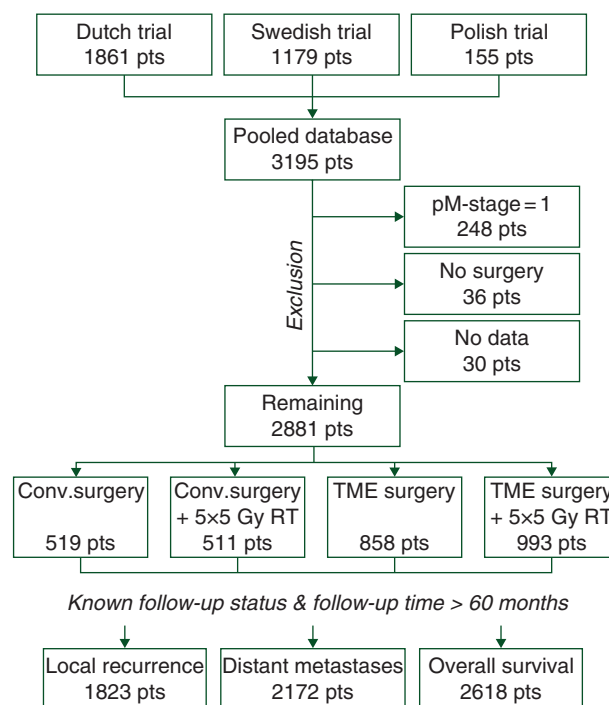 Dutch trial
1861 pts
Swedish trial
1179 pts
Polish trial
155 pts
Pooled database
3195 pts
Exclusion
pM-stage = 1
248 pts
No surgery
36 pts
No data
30 pts
Remaining
2881 pts
Conv.surgery
519 pts
Conv.surgery
+ 5×5 Gy RT
511 pts
TME surgery
858 pts
TME surgery
+ 5×5 Gy RT
993 pts
Known follow-up status & follow-up time > 60 months
Local recurrence
1823 pts
Distant metastases
2172 pts
Overall survival
2618 pts